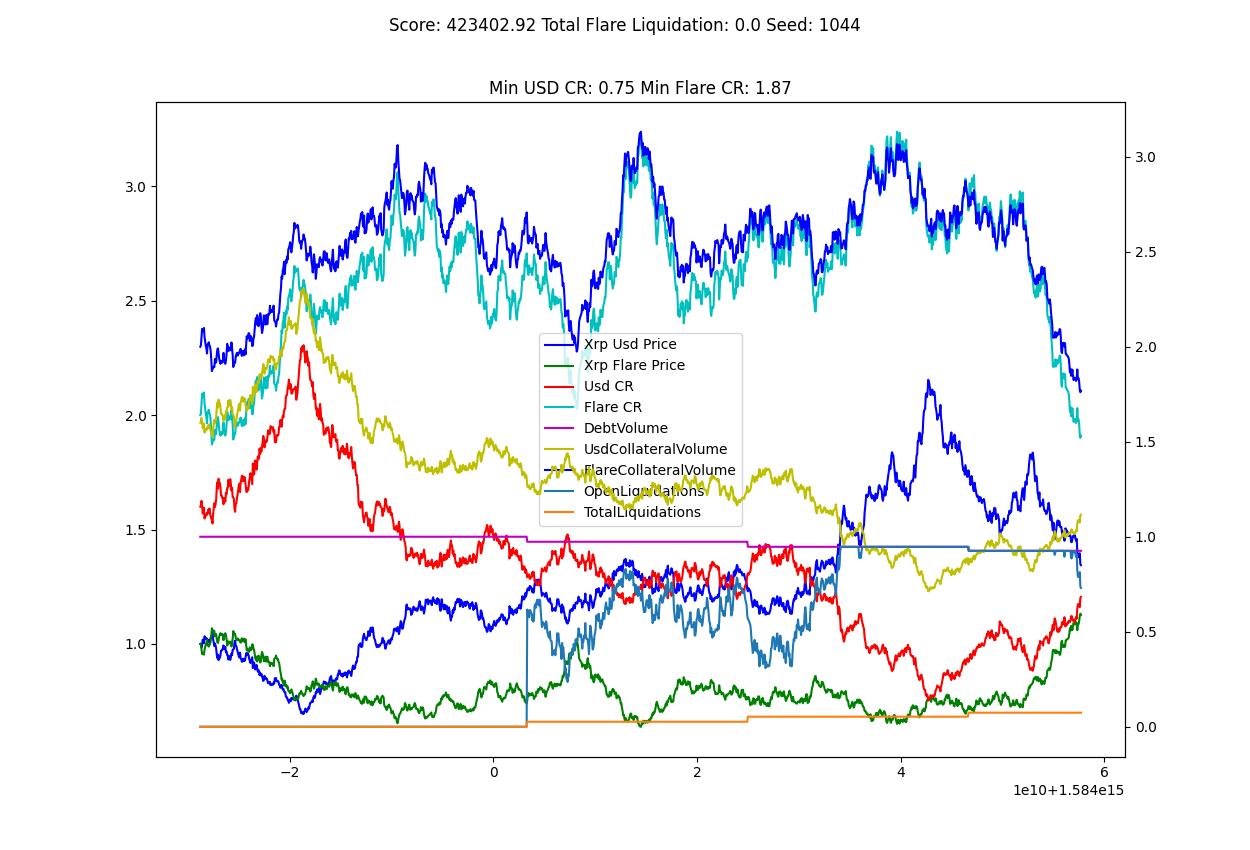 Score: 423402.92 Total Flare Liquidation: 0.0 Seed: 1044
Min USD CR: 0.75 Min Flare CR: 1.87
3.0
2.5
2.0
1.5
1.0
3.0
2.5
2.0
1.5
1.0
0.5
0.0
Xrp Usd Price
Xrp Flare Price
Usd CR
Flare CR
DebtVolume
UsdCollateralVolume
FlareCollateralVolume
OpenLiquidations
TotalLiquidations
−2 0 2 4 6
1e10+1.584e15